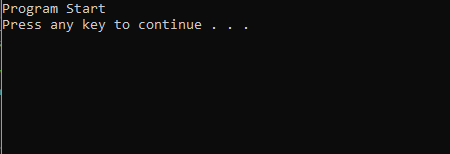 Program Start
Press any key to continue . . .